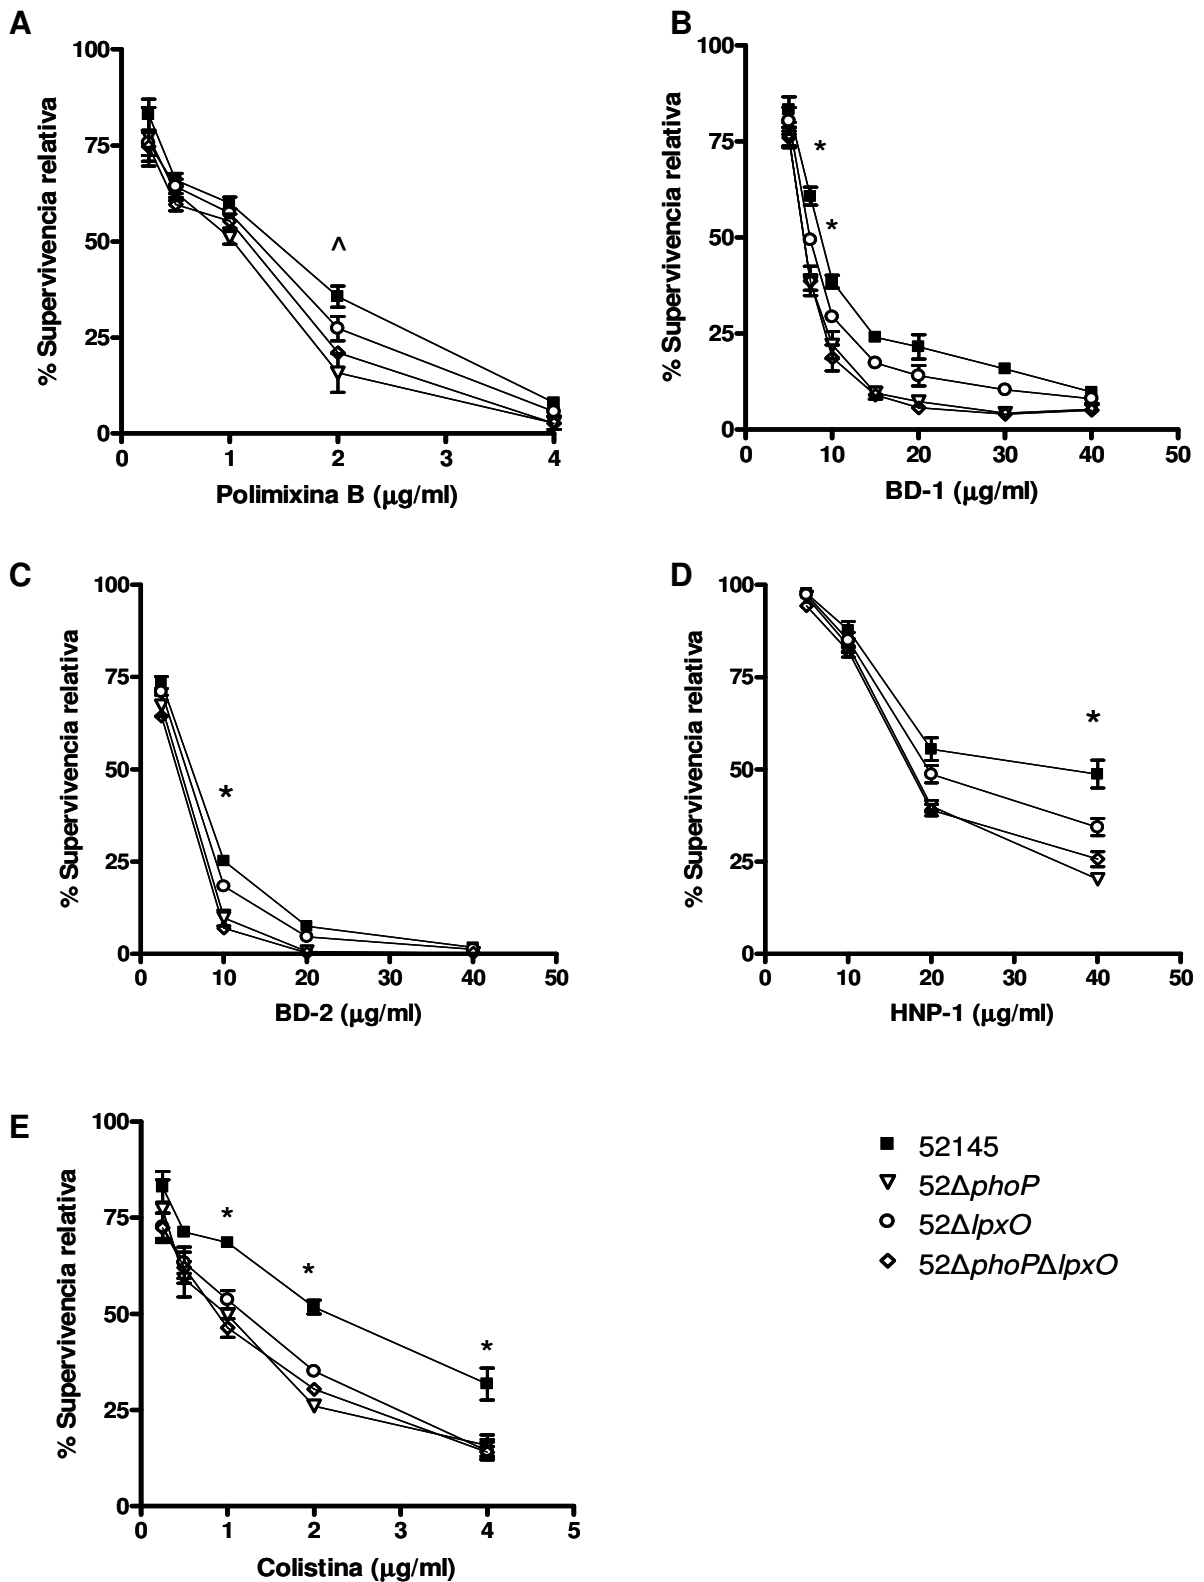 A
100
75
50
25
0
% Supervivencia relativa
^
0 1 2 3 4
Polimixina B (μg/ml)
B
100
75
50
25
0
% Supervivencia relativa
*
*
0 10 20 30 40 50
BD-1 (μg/ml)
C
100
75
50
25
0
% Supervivencia relativa
*
0 10 20 30 40 50
BD-2 (μg/ml)
D
100
75
50
25
0
% Supervivencia relativa
*
0 10 20 30 40 50
HNP-1 (μg/ml)
E
100
75
50
25
0
% Supervivencia relativa
*
*
*
0 1 2 3 4 5
Colistina (μg/ml)
52145
52ΔphoP
52ΔlpxO
52ΔphoPΔlpxO